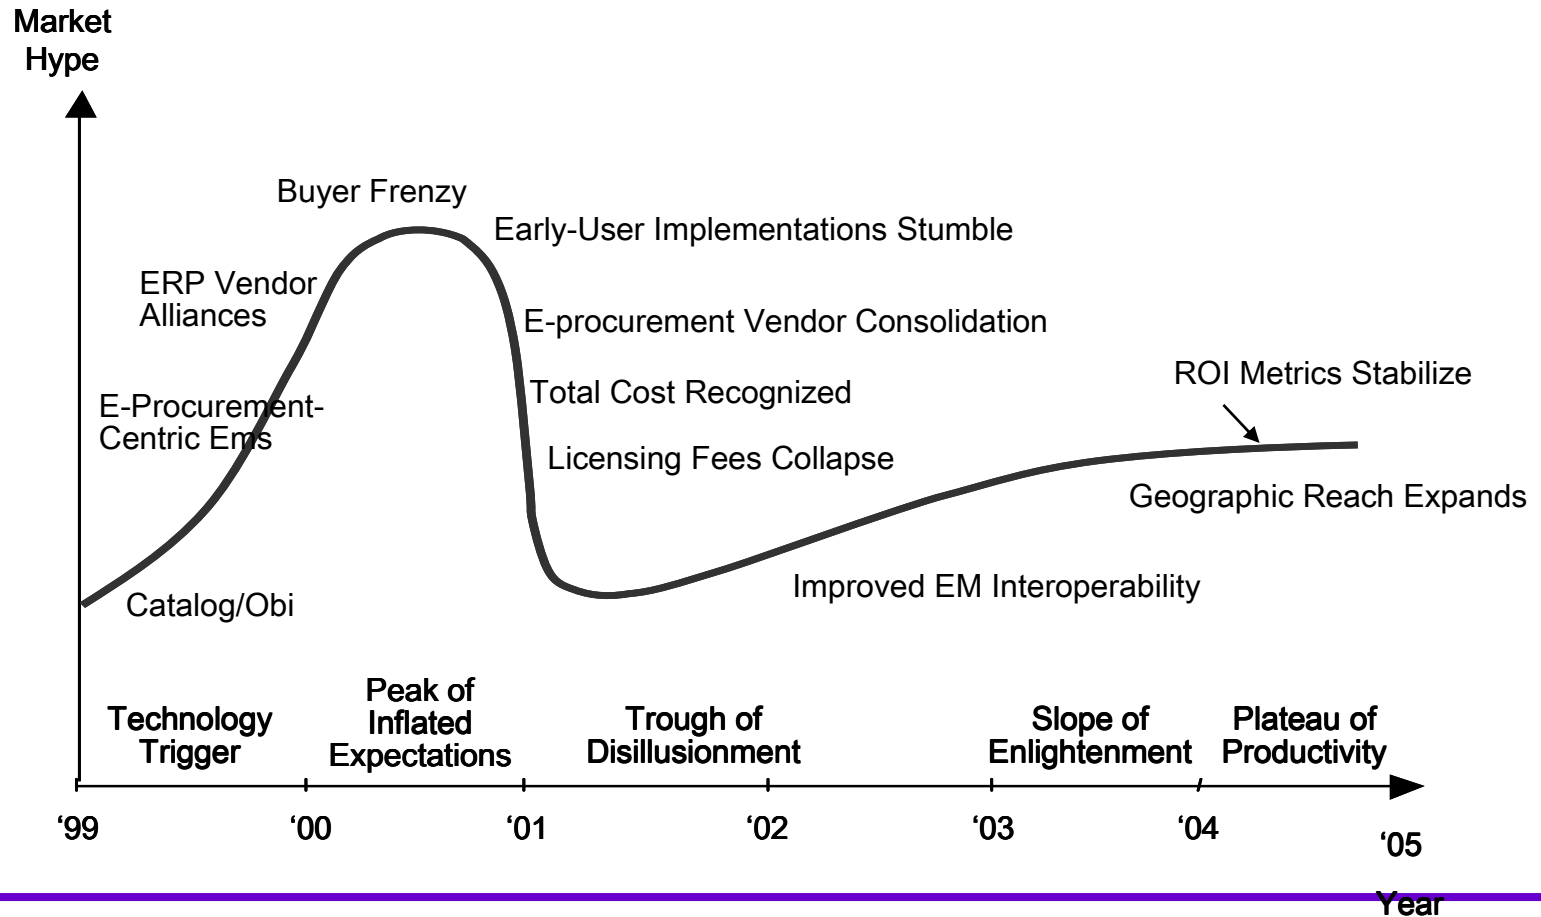 Market
Hype
Buyer Frenzy
Early-User Implementations Stumble
ERP Vendor
Alliances
E-procurement Vendor Consolidation
ROI Metrics Stabilize
Total Cost Recognized
E-Procurement-
Centric Ems
Licensing Fees Collapse
Geographic Reach Expands
Improved EM Interoperability
Catalog/Obi
Technology
Trigger
Peak of
Inflated
Expectations
Trough of
Disillusionment
Slope of
Enlightenment
Plateau of
Productivity
‘99
‘00
‘01
‘02
‘03
‘04
‘05
Year